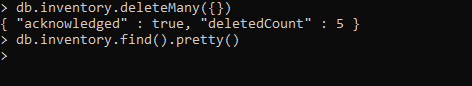 > db.inventory.deleteMany({})
{ "acknowledged" : true, "deletedCount" : 5 }
> db.inventory.find().pretty()
>